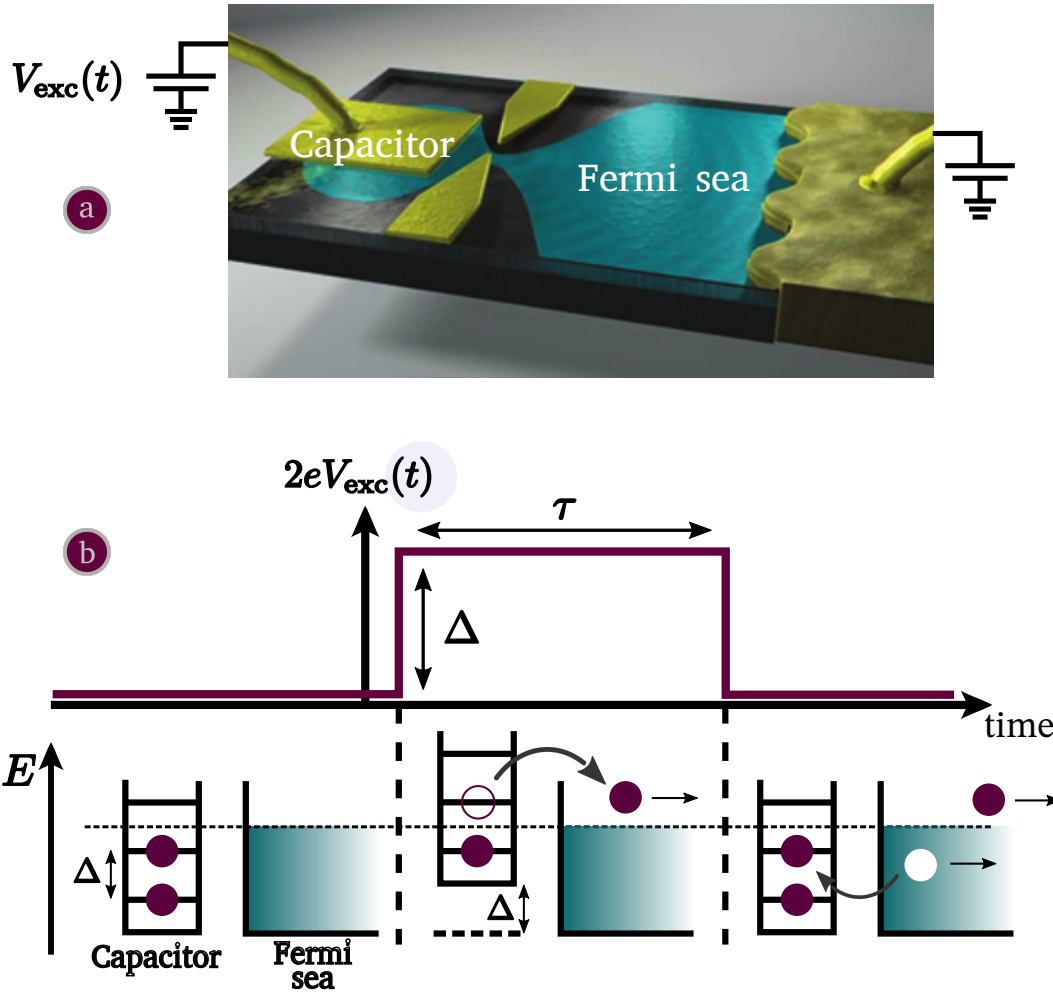 V_exc(t)
Capacitor
Fermi sea
a
2eV_exc(t)
τ
b
Δ
time
E
Δ
Δ
Capacitor
Fermi
sea